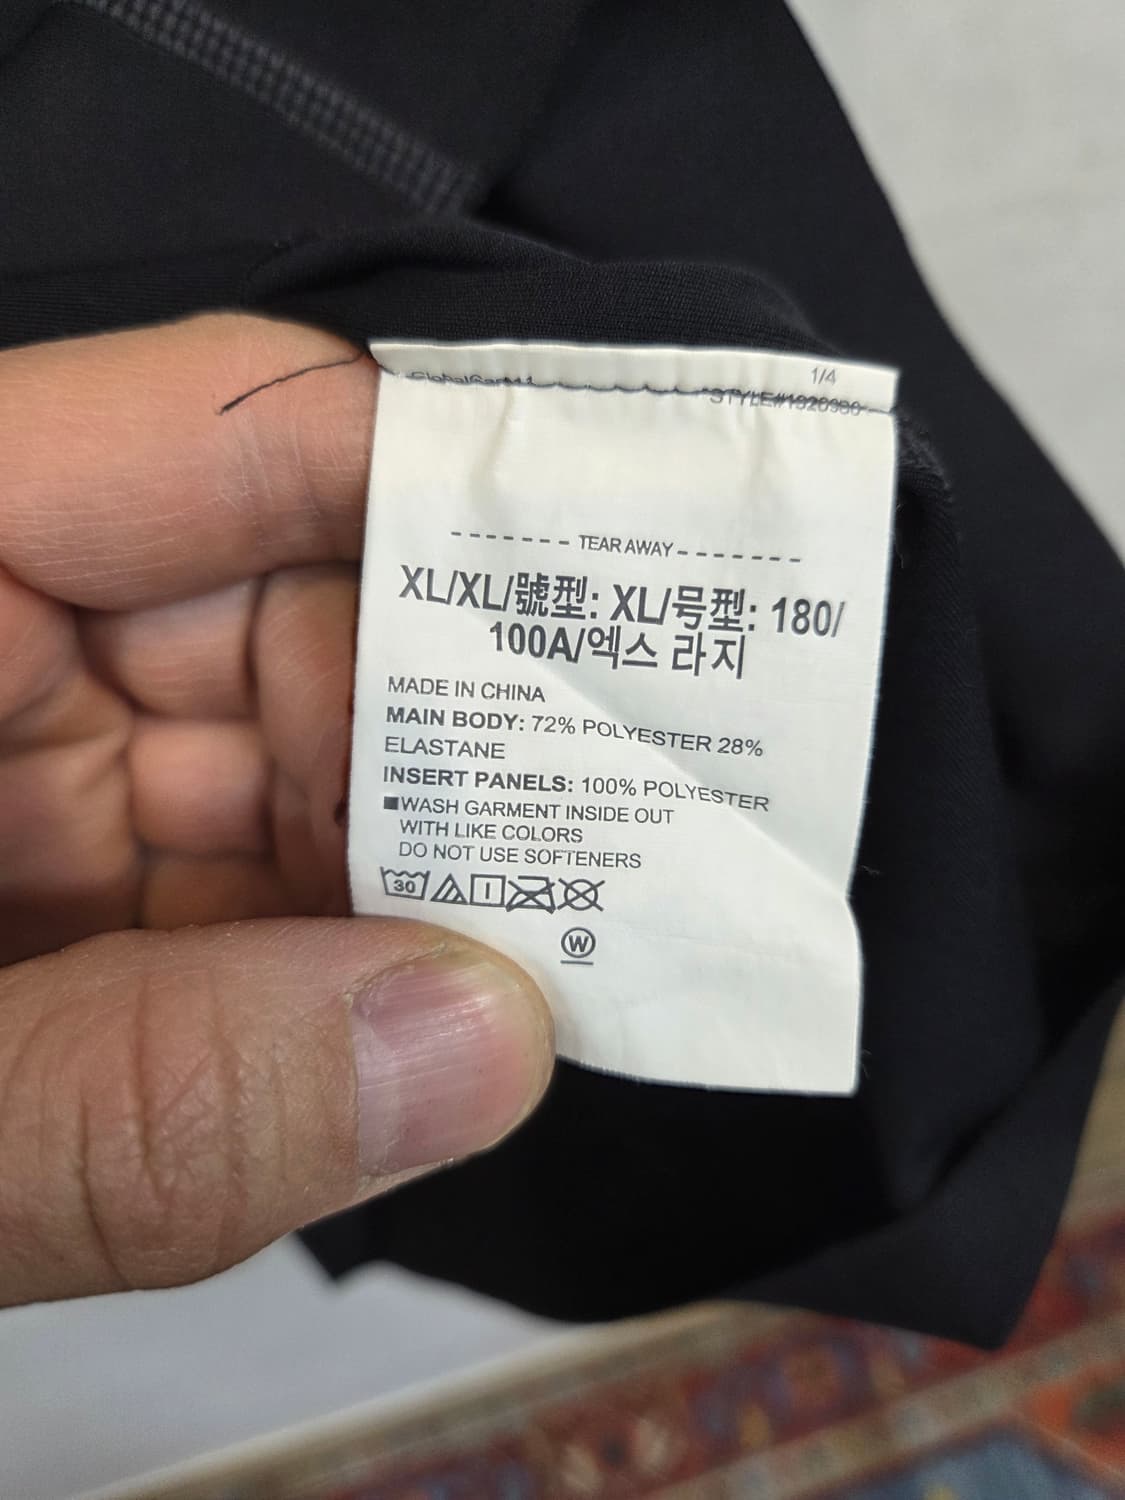 1/4
TEAR AWAY
XL/XL/號型: XL/号型: 180/
100A/엑스 라지
MADE IN CHINA
MAIN BODY: 72% POLYESTER 28%
ELASTANE
INSERT PANELS: 100% POLYESTER
WASH GARMENT INSIDE OUT
WITH LIKE COLORS
DO NOT USE SOFTENERS
30
W